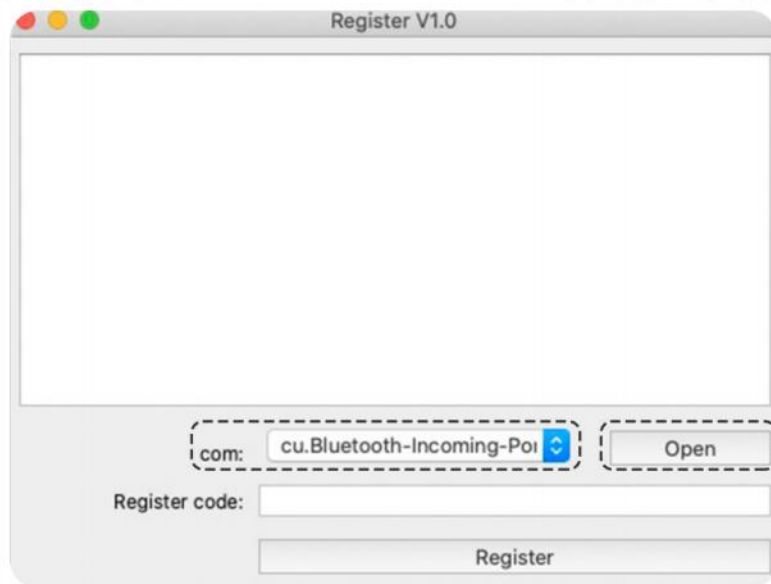 Register V1.0
com: cu.Bluetooth-Incoming-Por Open
Register code:
Register